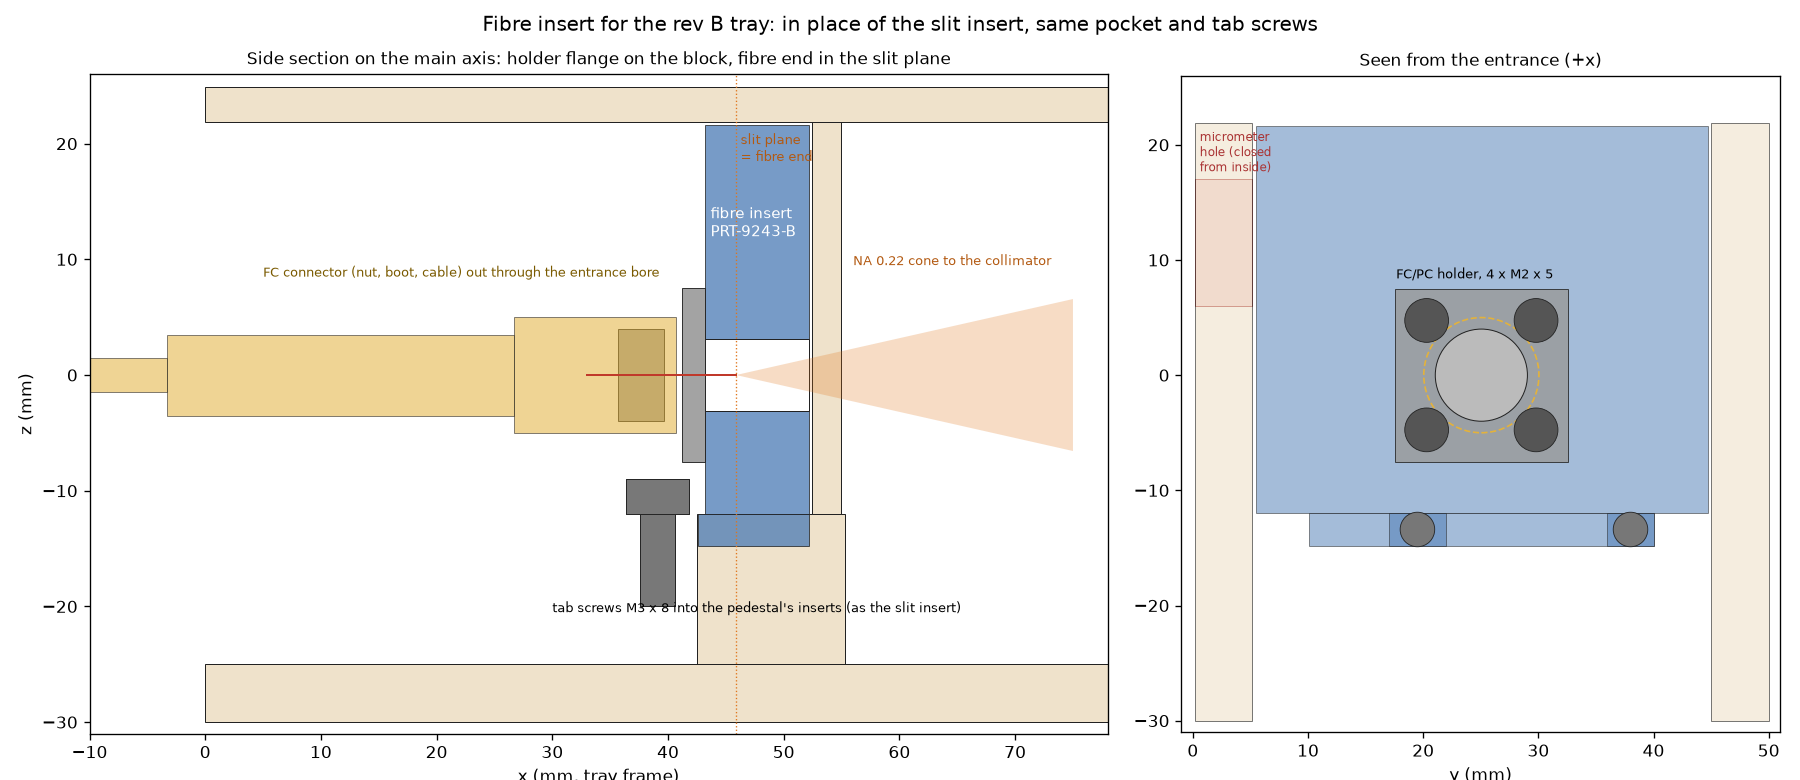 Fibre insert for the rev B tray: in place of the slit insert, same pocket and tab screws
Side section on the main axis: holder flange on the block, fibre end in the slit plane
slit plane
= fibre end
fibre insert
PRT-9243-B
FC connector (nut, boot, cable) out through the entrance bore
NA 0.22 cone to the collimator
tab screws M3 x 8 into the pedestal's inserts (as the slit insert)
20
10
0
−10
−20
−30
z (mm)
−10
0
10
20
30
40
50
60
70
x (mm, tray frame)
Seen from the entrance (+x)
micrometer
hole (closed
from inside)
FC/PC holder, 4 x M2 x 5
20
10
0
−10
−20
−30
0
10
20
30
40
50
y (mm)